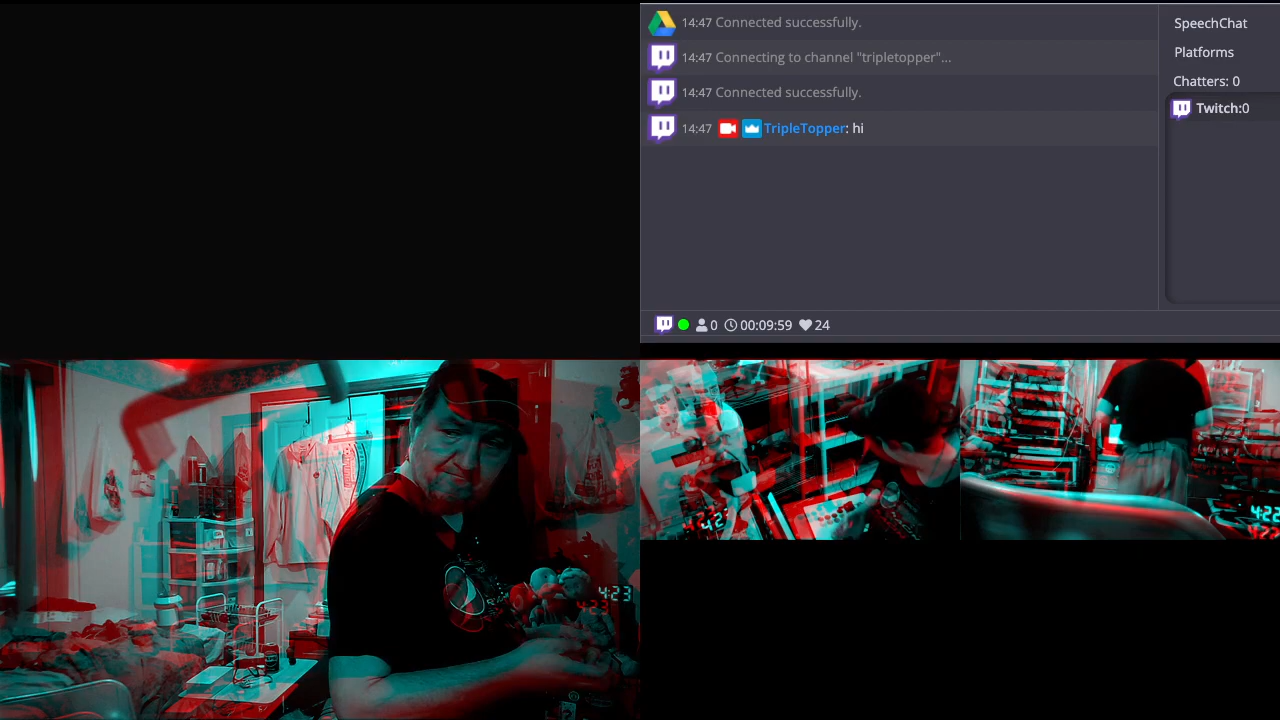 14:47 Connected successfully.
14:47 Connecting to channel "tripletopper"...
14:47 Connected successfully.
14:47 TripleTopper: hi
SpeechChat
Platforms
Chatters: 0
Twitch:0
0 00:09:59 24
4:23
4:23
4:22
4:22